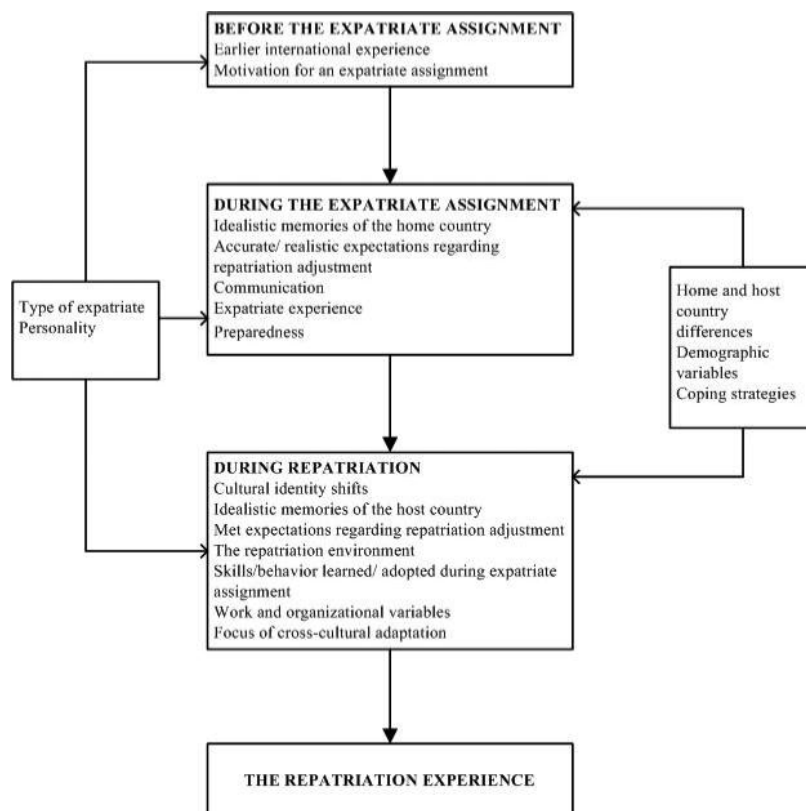 BEFORE THE EXPATRIATE ASSIGNMENT
Earlier international experience
Motivation for an expatriate assignment
DURING THE EXPATRIATE ASSIGNMENT
Idealistic memories of the home country
Accurate/ realistic expectations regarding
repatriation adjustment
Communication
Expatriate experience
Preparedness
Type of expatriate
Personality
Home and host
country
differences
Demographic
variables
Coping strategies
DURING REPATRIATION
Cultural identity shifts
Idealistic memories of the host country
Met expectations regarding repatriation adjustment
The repatriation environment
Skills/behavior learned/ adopted during expatriate
assignment
Work and organizational variables
Focus of cross-cultural adaptation
THE REPATRIATION EXPERIENCE